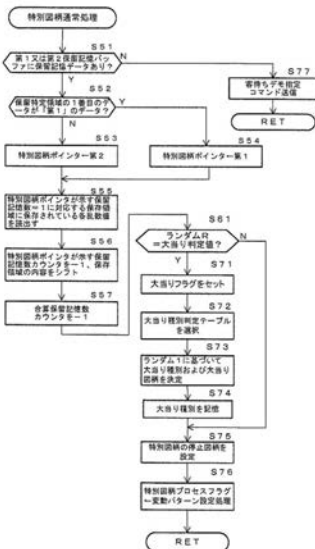 特別図柄通常処理
S51
第1又は第2保留記憶バッ
ファに保留記憶データあり？
N
Y
S77
客待ちデモ指定
コマンド送信
RET
S52
保留特定領域の1番目のデー
タが「第1」のデータ？
Y
N
S53
特別図柄ポインター第2
S54
特別図柄ポインター第1
S55
特別図柄ポインタが示す保留
記憶数＝1に対応する保存領
域に保存されている各乱数値
を読出す
S56
特別図柄ポインタが示す保留
記憶数カウンタを－1、保存
領域の内容をシフト
S57
合算保留記憶数
カウンタを－1
S61
ランダムR
＝大当り判定値？
N
Y
S71
大当りフラグをセット
S72
大当り種別判定テーブル
を選択
S73
ランダム1に基づいて
大当り種別および大当り
図柄を決定
S74
大当り種別を記憶
S75
特別図柄の停止図柄を
設定
S76
特別図柄プロセスフラグ
←変動パターン設定処理
RET